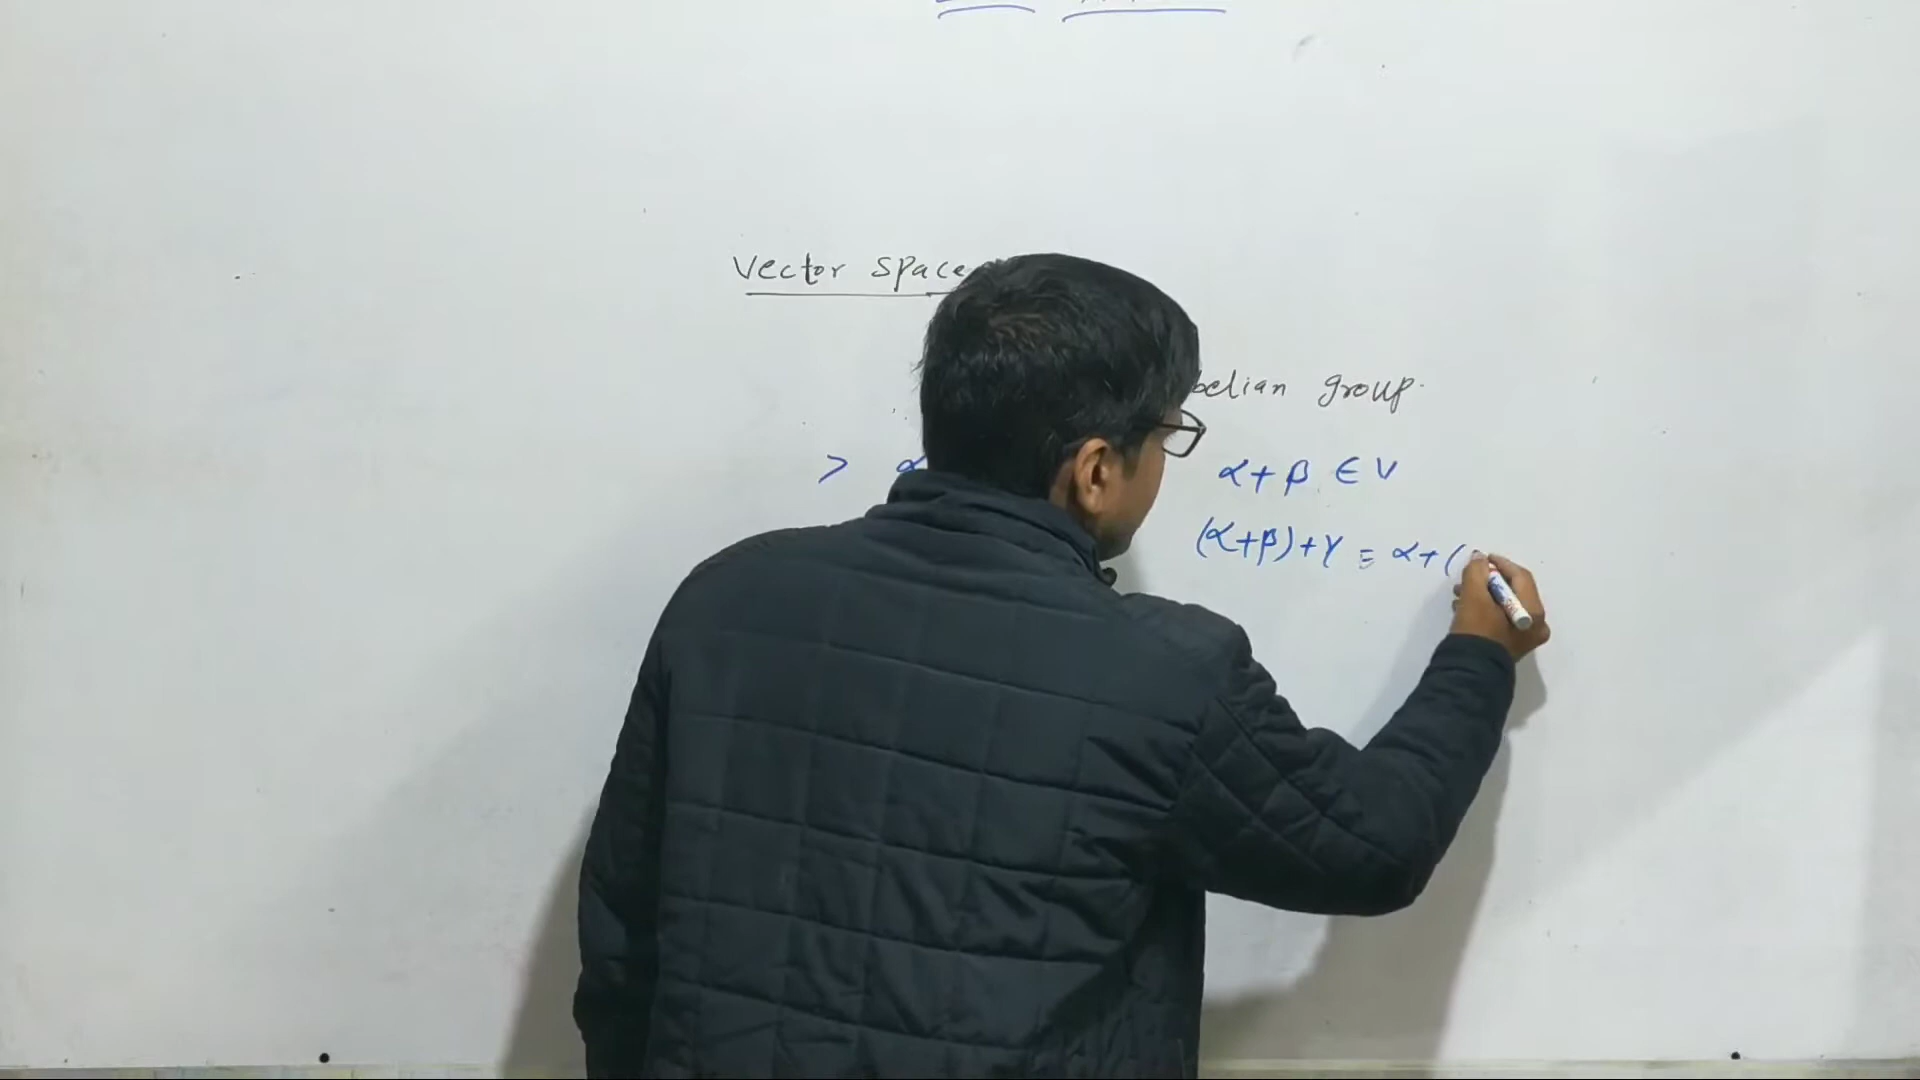 Vector Space
belian group.
> α α+β ∈ V
(α+β)+γ = α+(